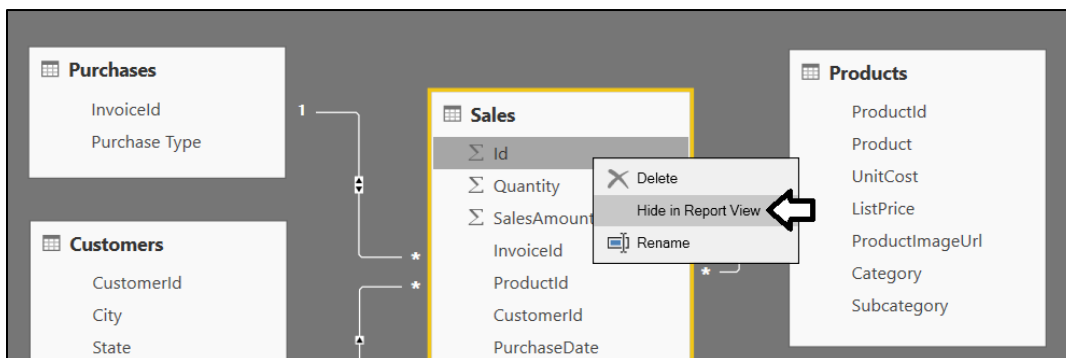 Purchases
InvoiceId
Purchase Type
1
Customers
CustomerId
City
State
*
*
Sales
Σ Id
Σ Quantity
Σ SalesAmount
InvoiceId
ProductId
CustomerId
PurchaseDate
Delete
Hide in Report View
Rename
*
Products
ProductId
Product
UnitCost
ListPrice
ProductImageUrl
Category
Subcategory